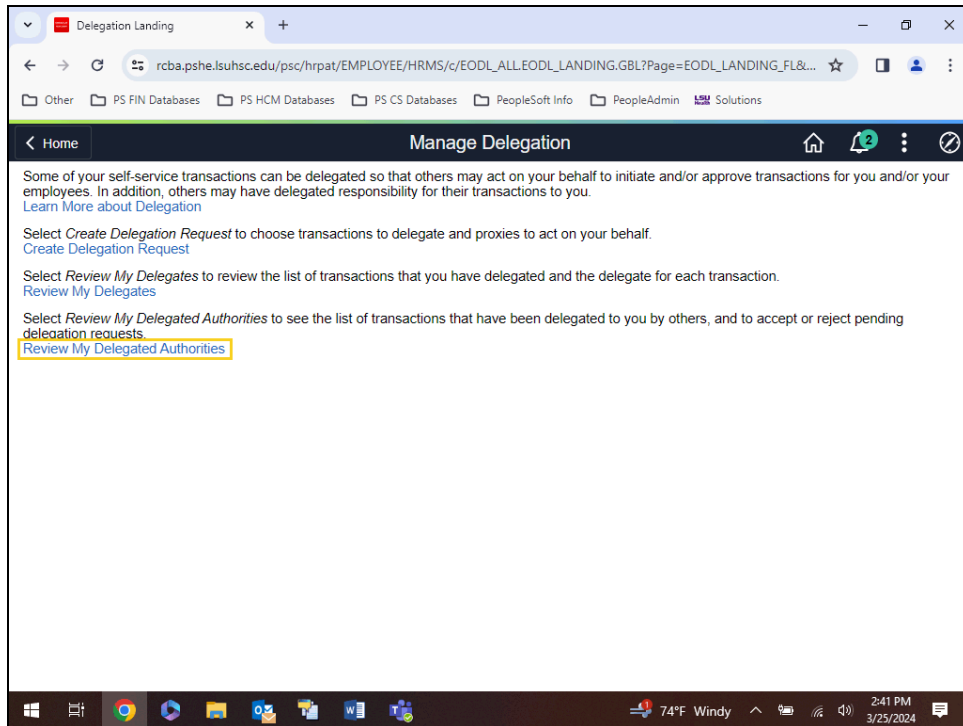 Delegation Landing
rcba.pshe.lsuhsc.edu/psc/hrpat/EMPLOYEE/HRMS/c/EODL_ALL.EODL_LANDING.GBL?Page=EODL_LANDING_FL&...
Other PS FIN Databases PS HCM Databases PS CS Databases PeopleSoft Info PeopleAdmin LSU Solutions
Home Manage Delegation 2
Some of your self-service transactions can be delegated so that others may act on your behalf to initiate and/or approve transactions for you and/or your
employees. In addition, others may have delegated responsibility for their transactions to you.
Learn More about Delegation
Select Create Delegation Request to choose transactions to delegate and proxies to act on your behalf.
Create Delegation Request
Select Review My Delegates to review the list of transactions that you have delegated and the delegate for each transaction.
Review My Delegates
Select Review My Delegated Authorities to see the list of transactions that have been delegated to you by others, and to accept or reject pending
delegation requests.
Review My Delegated Authorities
74°F Windy 2:41 PM
3/25/2024